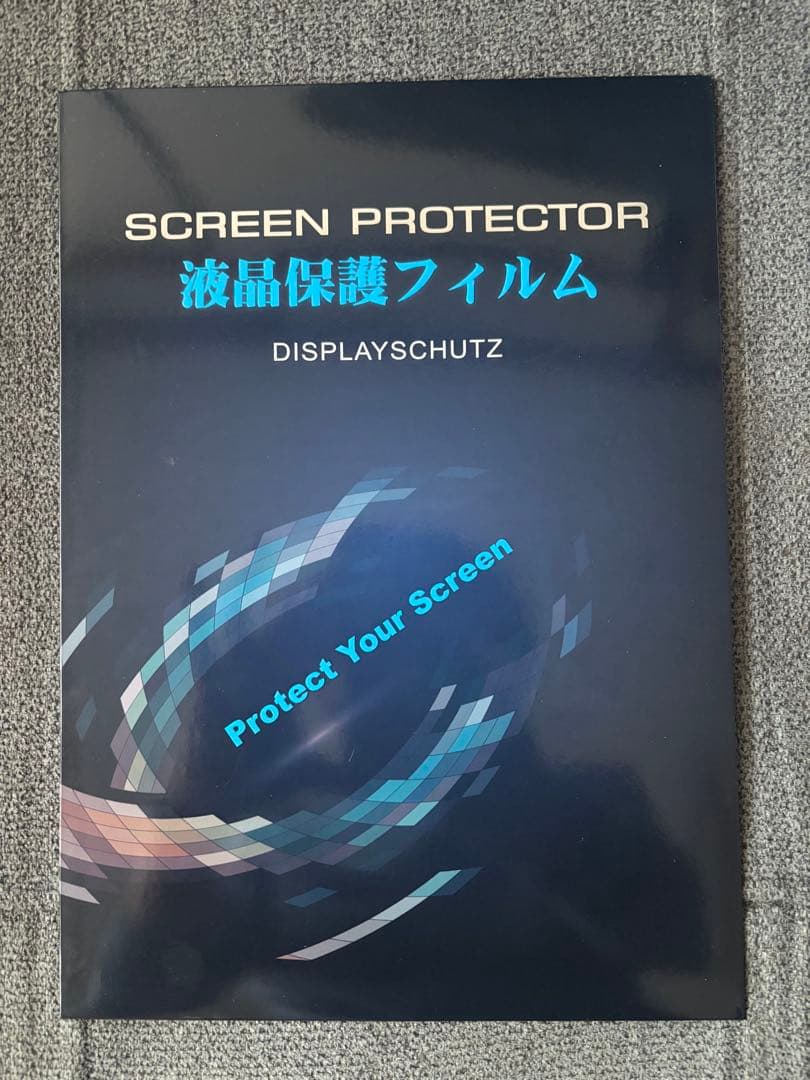 SCREEN PROTECTOR
液晶保護フィルム
DISPLAYSCHUTZ
Protect Your Screen